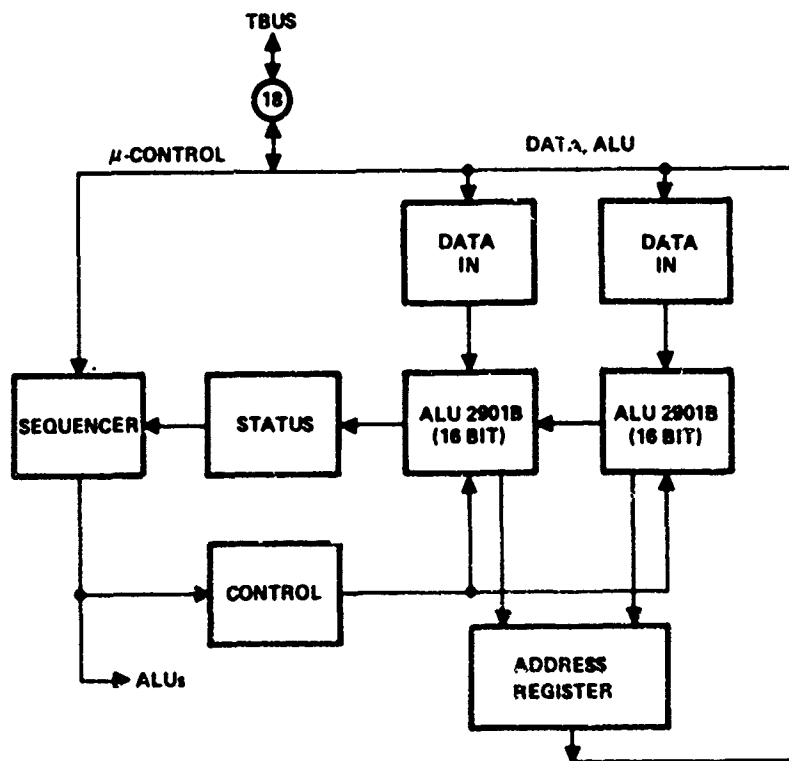 TBUS
18
μ-CONTROL
DATA, ALU
DATA
IN
DATA
IN
SEQUENCER
STATUS
ALU 2901B
(16 BIT)
ALU 2901B
(16 BIT)
CONTROL
ALUs
ADDRESS
REGISTER